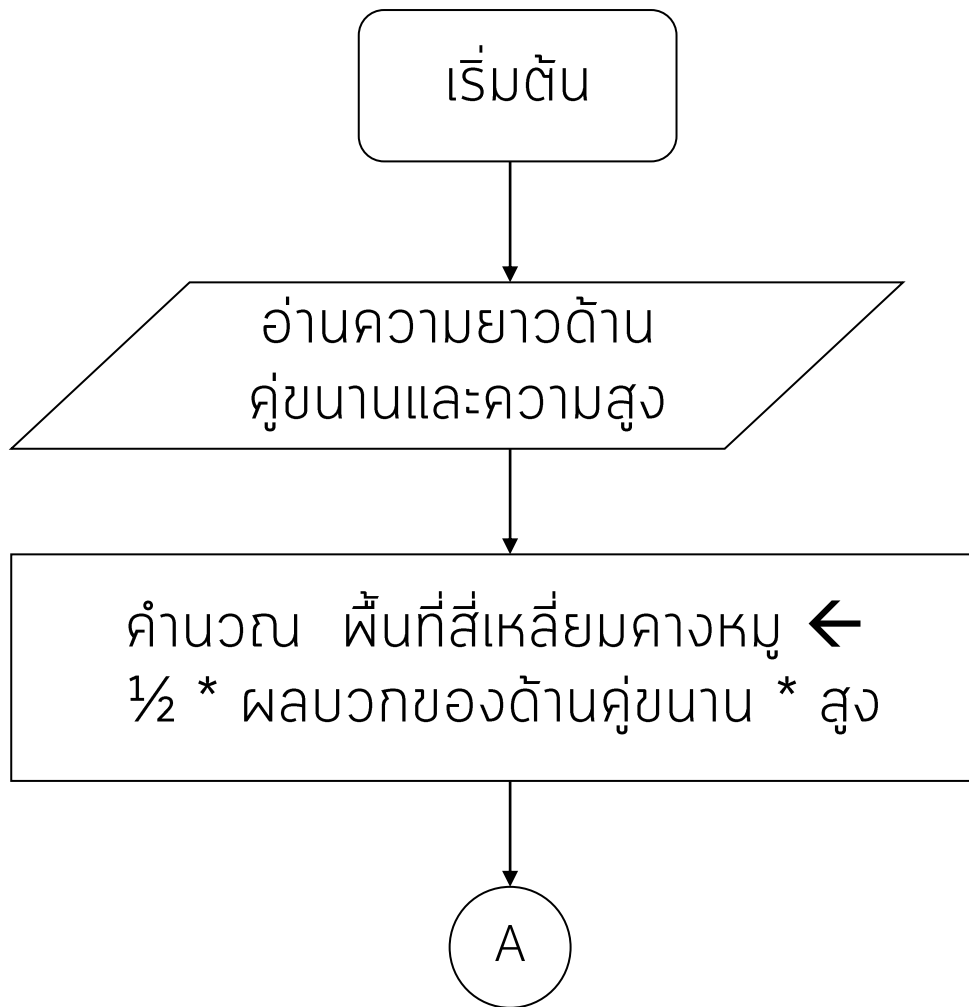 เริ่มต้น
อ่านความยาวด้าน
คู่ขนานและความสูง
คำนวณ พื้นที่สี่เหลี่ยมคางหมู ←
½ * ผลบวกของด้านคู่ขนาน * สูง
A